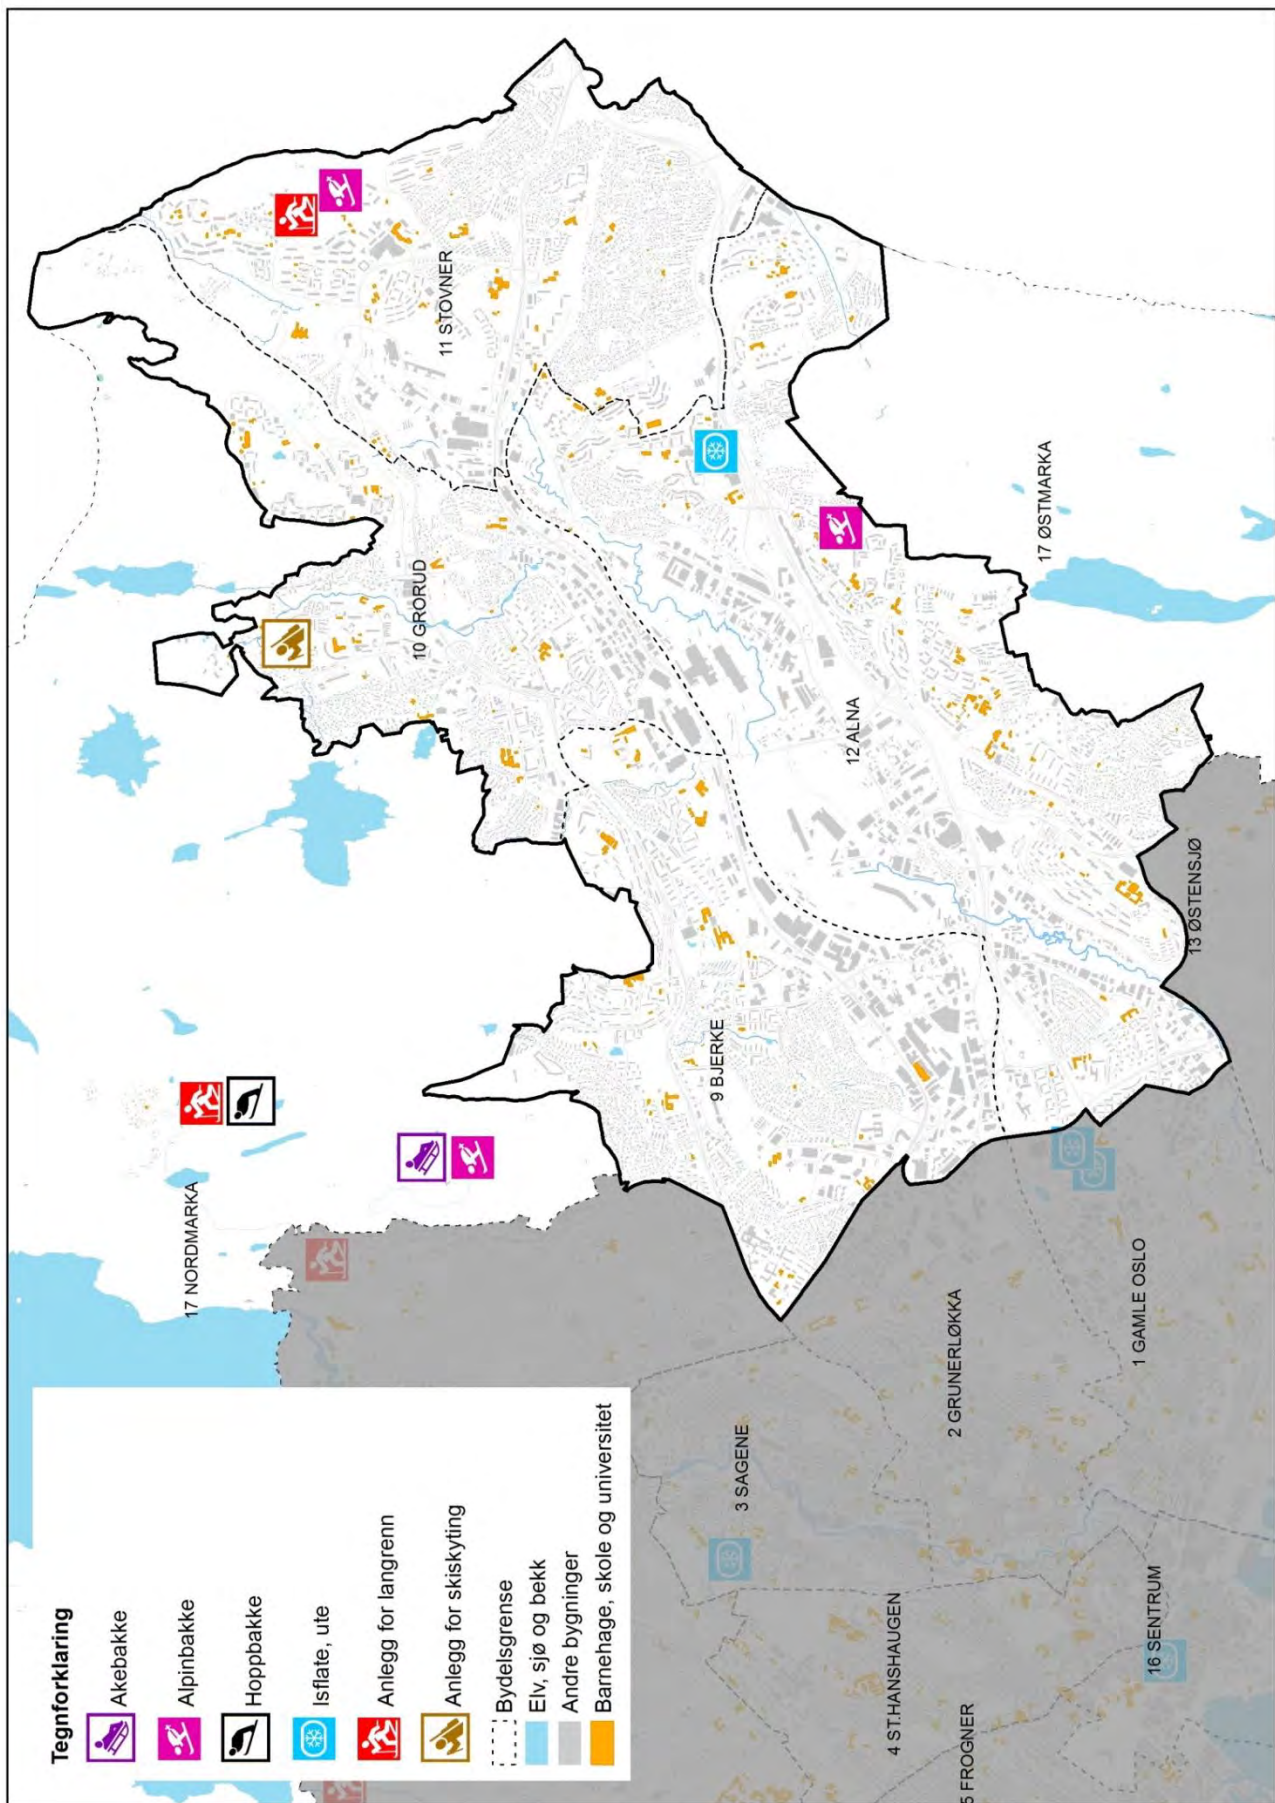 Tegnforklaring
Akebakke
Alpinbakke
Hoppbakke
Isflate, ute
Anlegg for langrenn
Anlegg for skiskyting
Bydelsgrense
Elv, sjø og bekk
Andre bygninger
Barnehage, skole og universitet
17 NORDMARKA
11 STOVNER
10 GRORUD
9 BJERKE
12 ALNA
17 ØSTMARKA
13 ØSTENSJØ
3 SAGENE
2 GRUNERLØKKA
1 GAMLE OSLO
4 ST.HANSHAUGEN
16 SENTRUM
5 FROGNER